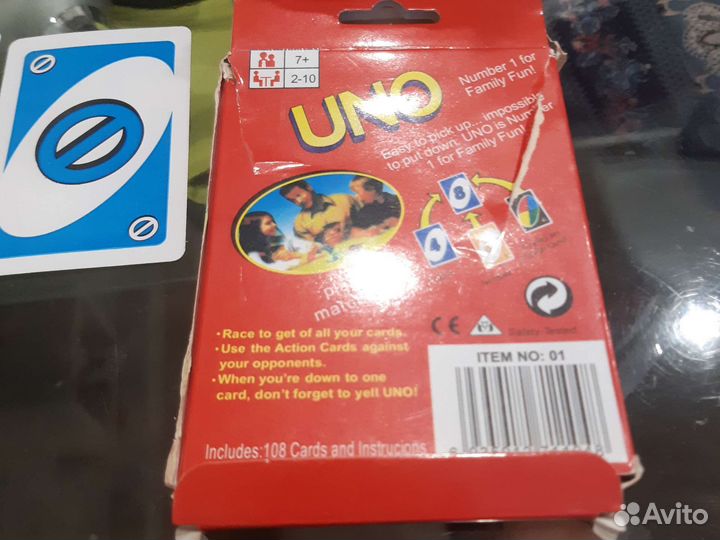 7+
2-10
UNO
Number 1 for
Family Fun!
Easy to pick up... impossible
to put down. UNO is Number
1 for Family Fun!
8
4
•Race to get of all your cards.
•Use the Action Cards against
your opponents.
•When you're down to one
card, don't forget to yell UNO!
CE
Safety Tested
ITEM NO: 01
Includes:108 Cards and Instrucions
Avito